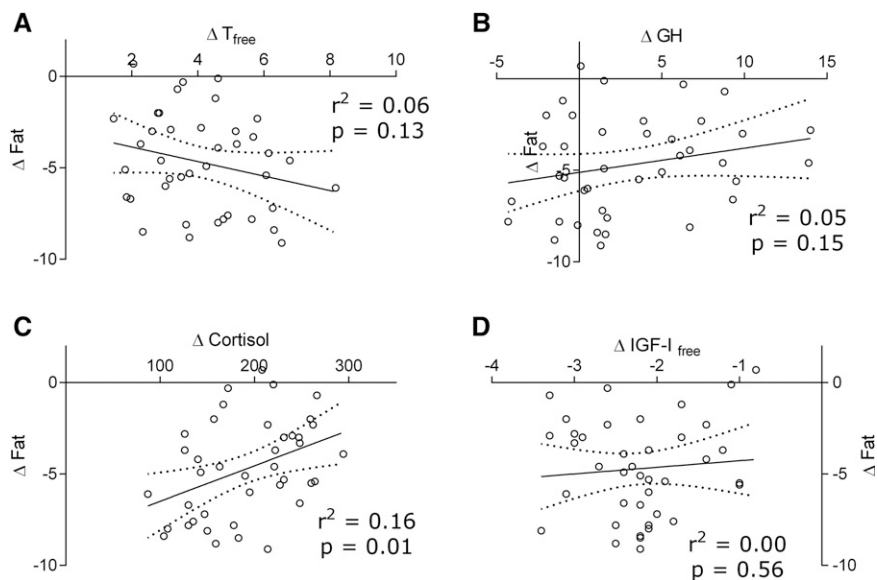 A
Δ T free
2 4 6 8 10
0
-5
-10
Δ Fat
r² = 0.06
p = 0.13
B
Δ GH
-5 0 5 10 15
-5
-10
Δ Fat
r² = 0.05
p = 0.15
C
Δ Cortisol
100 200 300
0
-5
-10
Δ Fat
r² = 0.16
p = 0.01
D
Δ IGF-I free
-4 -3 -2 -1
0
-5
-10
Δ Fat
r² = 0.00
p = 0.56